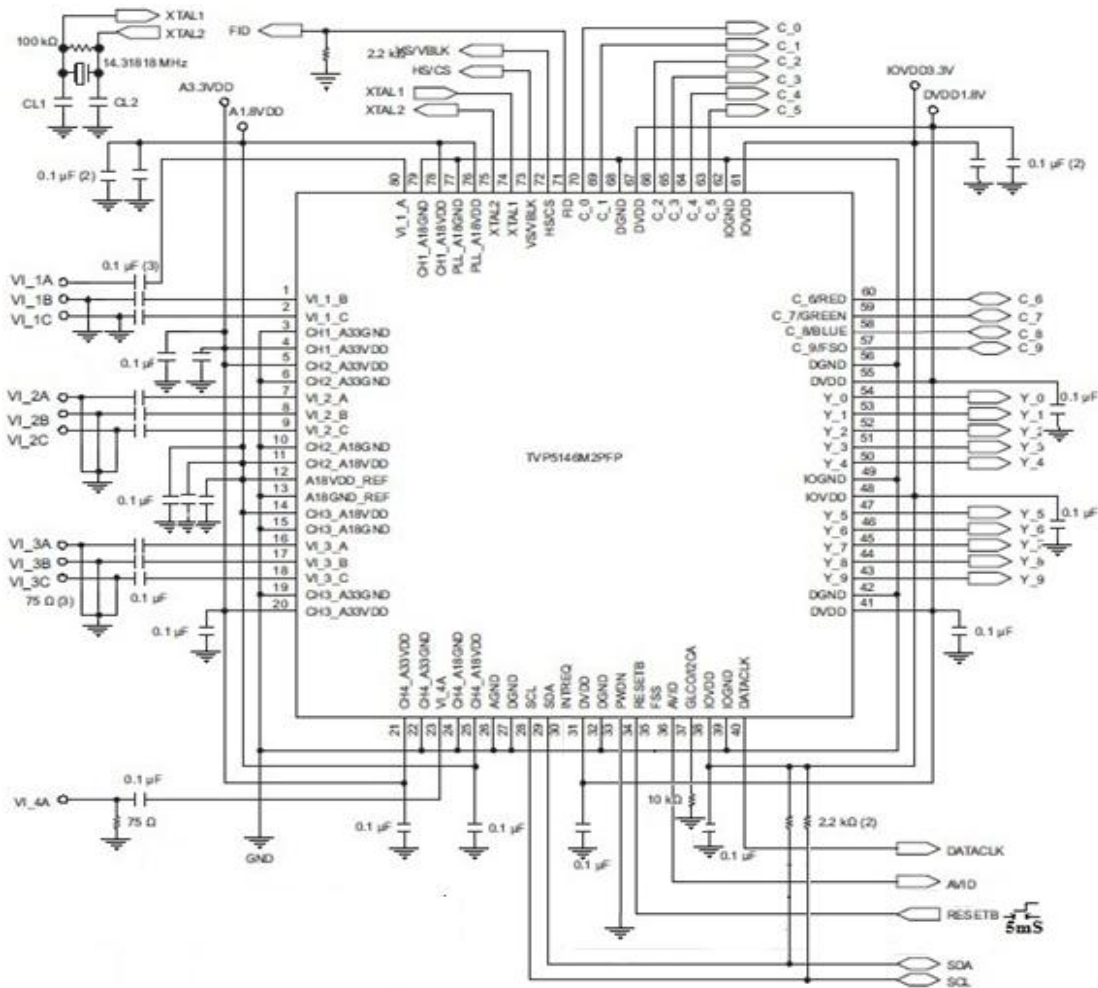 XTAL1
XTAL2
100 kΩ
14.31818 MHz
CL1
CL2
A3.3VDD
A1.8VDD
0.1 µF (2)
FID
2.2 kΩ
VS/VBLK
HS/CS
XTAL1
XTAL2
C_0
C_1
C_2
C_3
C_4
C_5
IOVDD3.3V
DVDD1.8V
0.1 µF (2)
80 79 78 77 76 75 74 73 72 71 70 69 68 67 66 65 64 63 62 61
VI_1_A
CH1_A18GND
CH1_A18VDD
PLL_A18GND
PLL_A18VDD
XTAL2
XTAL1
VS/VBLK
HS/CS
FID
C_0
C_1
DGND
DVDD
C_2
C_3
C_4
C_5
IOGND
IOVDD
VI_1A
VI_1B
VI_1C
0.1 µF (3)
0.1 µF
VI_2A
VI_2B
VI_2C
0.1 µF
VI_3A
VI_3B
VI_3C
75 Ω (3)
0.1 µF
0.1 µF
1 VI_1_B
2 VI_1_C
3 CH1_A33GND
4 CH1_A33VDD
5 CH2_A33VDD
6 CH2_A33GND
7 VI_2_A
8 VI_2_B
9 VI_2_C
10 CH2_A18GND
11 CH2_A18VDD
12 A18VDD_REF
13 A18GND_REF
14 CH3_A18VDD
15 CH3_A18GND
16 VI_3_A
17 VI_3_B
18 VI_3_C
19 CH3_A33GND
20 CH3_A33VDD
TVP5146M2PFP
C_6/RED 60 C_6
C_7/GREEN 59 C_7
C_8/BLUE 58 C_8
C_9/FSO 57 C_9
DGND 56
DVDD 55
0.1 µF
Y_0 54 Y_0
Y_1 53 Y_1
Y_2 52
Y_3 51 Y_3
Y_4 50 Y_4
IOGND 49
IOVDD 48
0.1 µF
Y_5 47 Y_5
Y_6 46 Y_6
Y_7 45
Y_8 44 Y_8
Y_9 43 Y_9
DGND 42
DVDD 41
0.1 µF
CH4_A33VDD
CH4_A33GND
VI_4A
CH4_A18GND
CH4_A18VDD
AGND
DGND
SCL
SDA
INTREQ
DVDD
DGND
PWDN
RESETB
FSS
AVID
GLCO/I2CA
IOVDD
IOGND
DATACLK
21 22 23 24 25 26 27 28 29 30 31 32 33 34 35 36 37 38 39 40
VI_4A
0.1 µF
75 Ω
GND
0.1 µF
0.1 µF
0.1 µF
10 kΩ
0.1 µF
2.2 kΩ (2)
DATACLK
AVID
RESETB
5mS
SDA
SCL